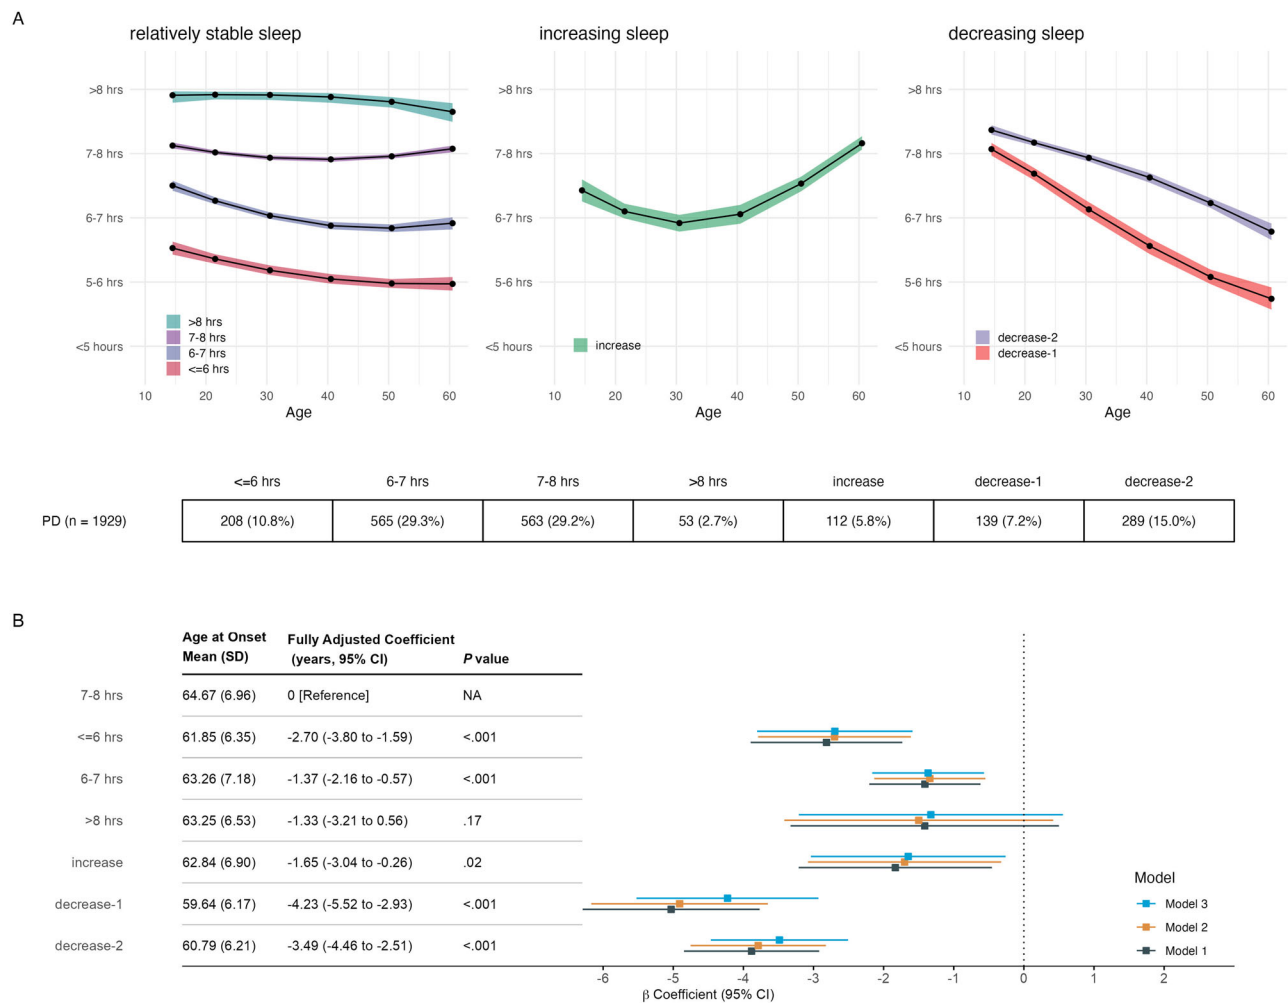 A
relatively stable sleep
increasing sleep
decreasing sleep
>8 hrs
7-8 hrs
6-7 hrs
5-6 hrs
<5 hours
>8 hrs
7-8 hrs
6-7 hrs
<=6 hrs
10 20 30 40 50 60
Age
>8 hrs
7-8 hrs
6-7 hrs
5-6 hrs
<5 hours
increase
10 20 30 40 50 60
Age
>8 hrs
7-8 hrs
6-7 hrs
5-6 hrs
<5 hours
decrease-2
decrease-1
10 20 30 40 50 60
Age
<=6 hrs 6-7 hrs 7-8 hrs >8 hrs increase decrease-1 decrease-2
PD (n = 1929) 208 (10.8%) 565 (29.3%) 563 (29.2%) 53 (2.7%) 112 (5.8%) 139 (7.2%) 289 (15.0%)
B
Age at Onset Fully Adjusted Coefficient
Mean (SD) (years, 95% CI) P value
7-8 hrs 64.67 (6.96) 0 [Reference] NA
<=6 hrs 61.85 (6.35) -2.70 (-3.80 to -1.59) <.001
6-7 hrs 63.26 (7.18) -1.37 (-2.16 to -0.57) <.001
>8 hrs 63.25 (6.53) -1.33 (-3.21 to 0.56) .17
increase 62.84 (6.90) -1.65 (-3.04 to -0.26) .02
decrease-1 59.64 (6.17) -4.23 (-5.52 to -2.93) <.001
decrease-2 60.79 (6.21) -3.49 (-4.46 to -2.51) <.001
Model
Model 3
Model 2
Model 1
-6 -5 -4 -3 -2 -1 0 1 2
β Coefficient (95% CI)